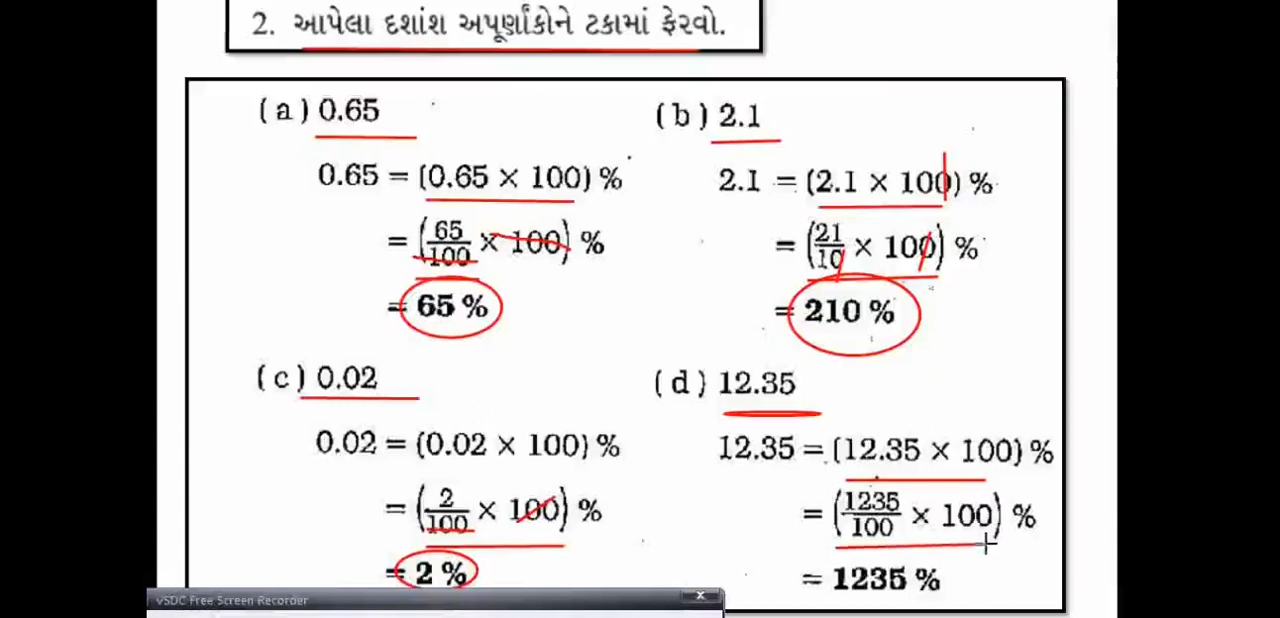 2. આપેલા દશાંશ અપૂર્ણાંકોને ટકામાં ફેરવો.
(a) 0.65
0.65 = (0.65 × 100) %
= (65/100 × 100) %
= 65 %
(b) 2.1
2.1 = (2.1 × 100) %
= (21/10 × 100) %
= 210 %
(c) 0.02
0.02 = (0.02 × 100) %
= (2/100 × 100) %
= 2 %
(d) 12.35
12.35 = (12.35 × 100) %
= (1235/100 × 100) %
= 1235 %
VSDC Free Screen Recorder